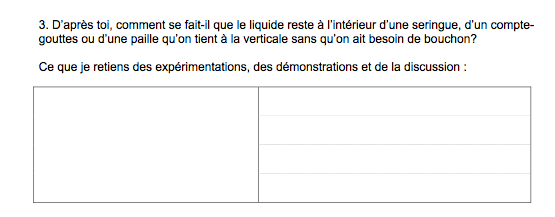 3. D'après toi, comment se fait-il que le liquide reste à l'intérieur d'une seringue, d'un compte-
gouttes ou d'une paille qu'on tient à la verticale sans qu'on ait besoin de bouchon?
Ce que je retiens des expérimentations, des démonstrations et de la discussion :